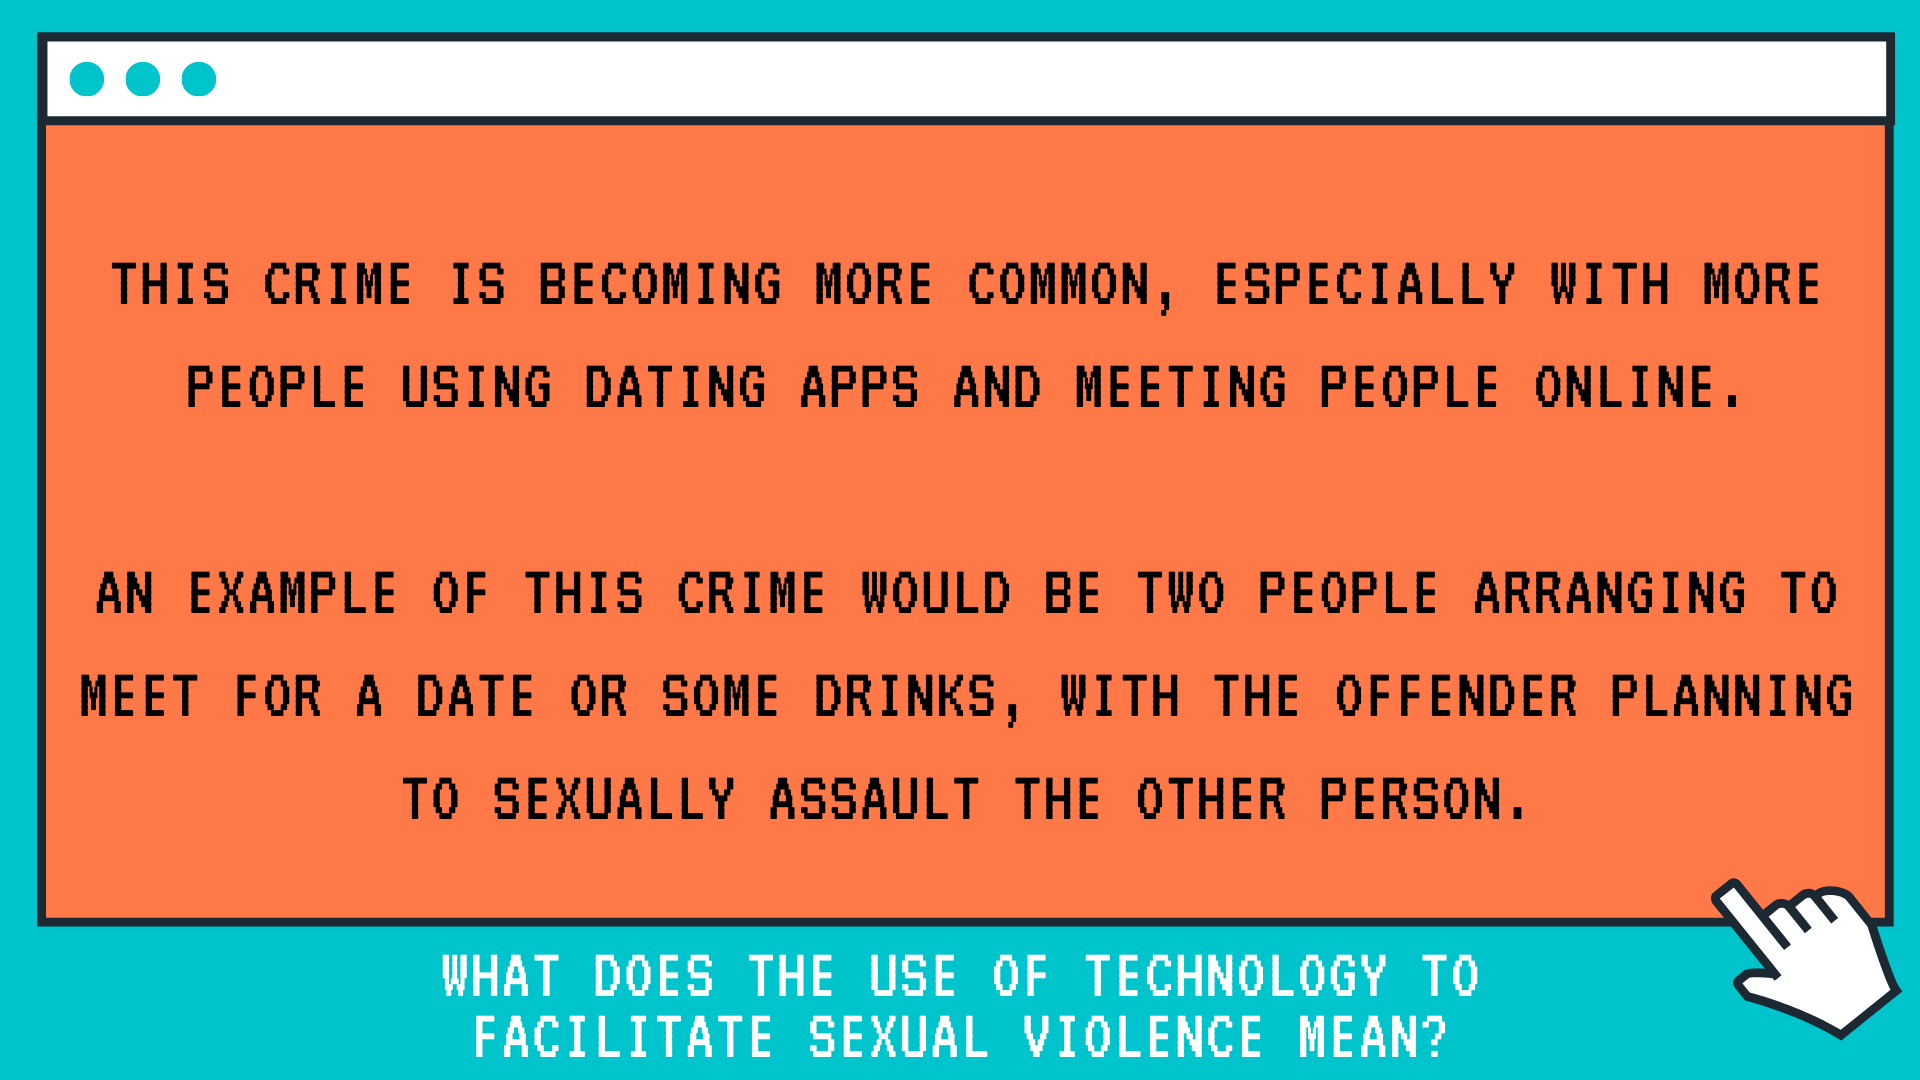 THIS CRIME IS BECOMING MORE COMMON, ESPECIALLY WITH MORE
PEOPLE USING DATING APPS AND MEETING PEOPLE ONLINE.
AN EXAMPLE OF THIS CRIME WOULD BE TWO PEOPLE ARRANGING TO
MEET FOR A DATE OR SOME DRINKS, WITH THE OFFENDER PLANNING
TO SEXUALLY ASSAULT THE OTHER PERSON.
WHAT DOES THE USE OF TECHNOLOGY TO
FACILITATE SEXUAL VIOLENCE MEAN?